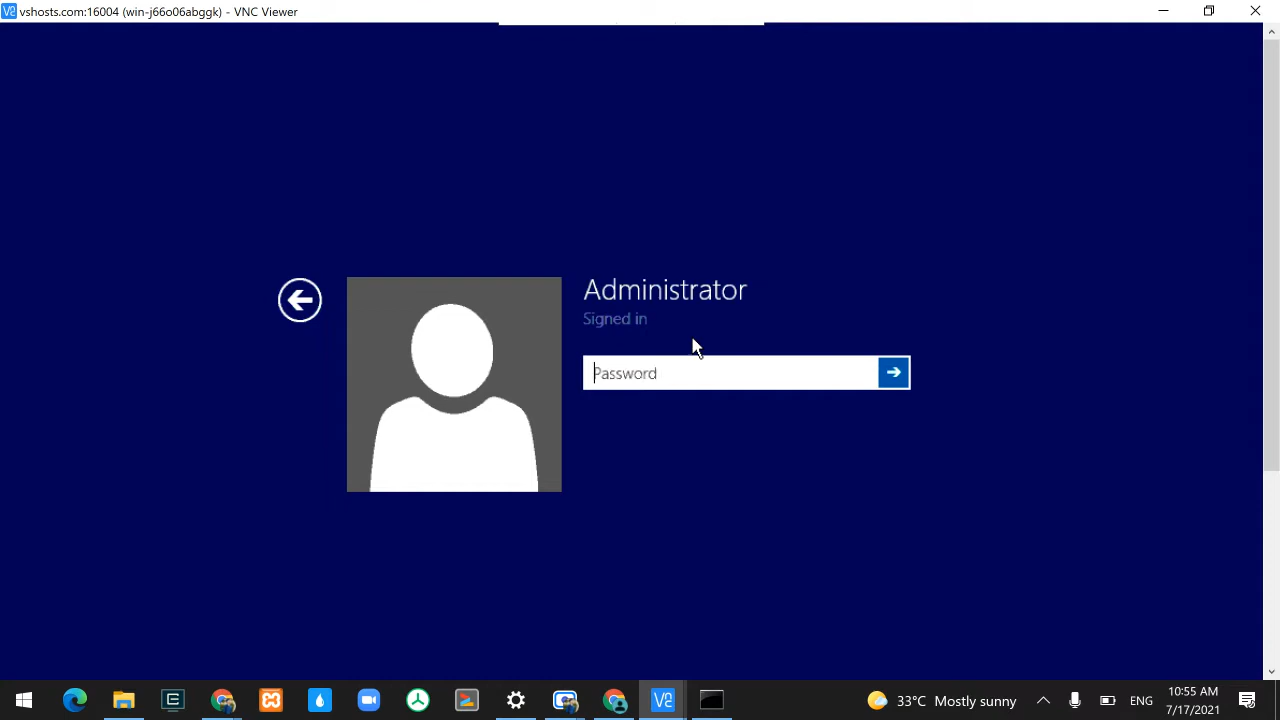 vshosts.com:16004 (win-j66o06abggk) - VNC Viewer
Administrator
Signed in
Password
33°C Mostly sunny
ENG
10:55 AM
7/17/2021